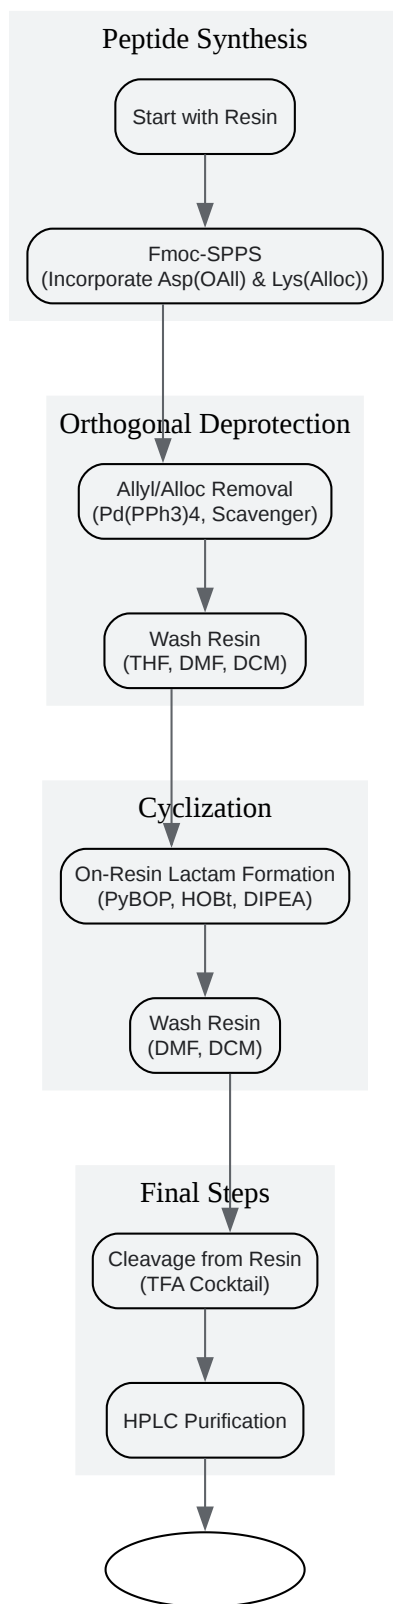 Peptide Synthesis
Start with Resin
Fmoc-SPPS
(Incorporate Asp(OAll) & Lys(Alloc))
Orthogonal Deprotection
Allyl/Alloc Removal
(Pd(PPh3)4, Scavenger)
Wash Resin
(THF, DMF, DCM)
Cyclization
On-Resin Lactam Formation
(PyBOP, HOBt, DIPEA)
Wash Resin
(DMF, DCM)
Final Steps
Cleavage from Resin
(TFA Cocktail)
HPLC Purification